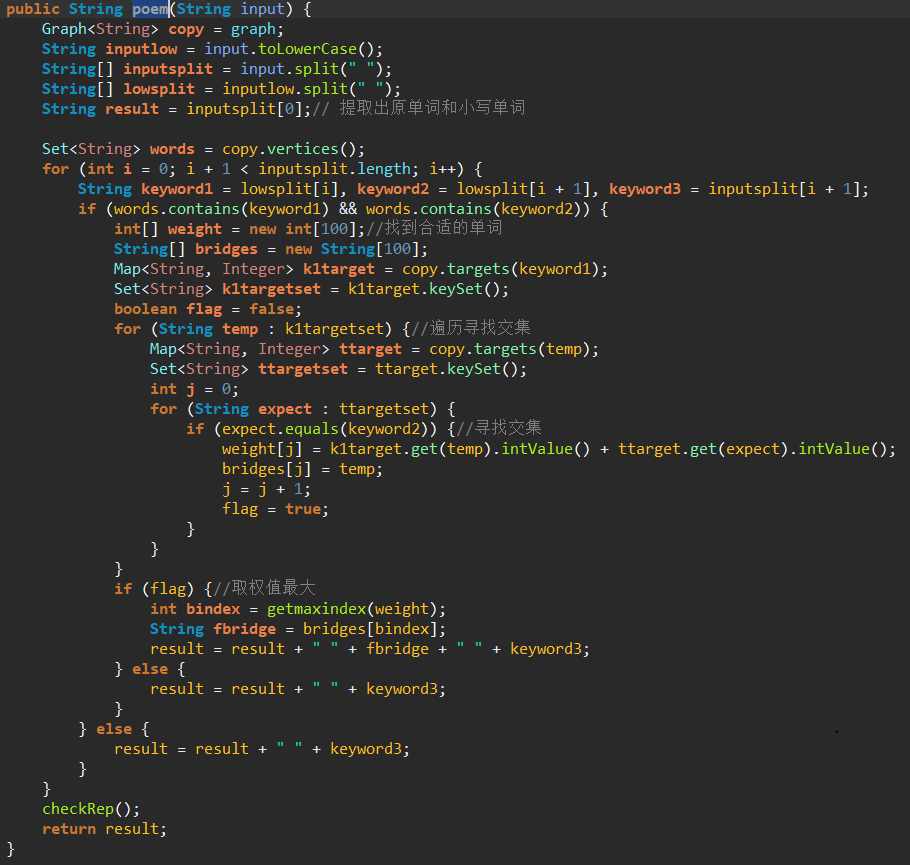 public String poem(String input) {
    Graph<String> copy = graph;
    String inputlow = input.toLowerCase();
    String[] inputsplit = input.split(" ");
    String[] lowsplit = inputlow.split(" ");
    String result = inputsplit[0];// 提取出原单词和小写单词

    Set<String> words = copy.vertices();
    for (int i = 0; i + 1 < inputsplit.length; i++) {
        String keyword1 = lowsplit[i], keyword2 = lowsplit[i + 1], keyword3 = inputsplit[i + 1];
        if (words.contains(keyword1) && words.contains(keyword2)) {
            int[] weight = new int[100];//找到合适的单词
            String[] bridges = new String[100];
            Map<String, Integer> k1target = copy.targets(keyword1);
            Set<String> k1targetset = k1target.keySet();
            boolean flag = false;
            for (String temp : k1targetset) {//遍历寻找交集
                Map<String, Integer> ttarget = copy.targets(temp);
                Set<String> ttargetset = ttarget.keySet();
                int j = 0;
                for (String expect : ttargetset) {
                    if (expect.equals(keyword2)) {//寻找交集
                        weight[j] = k1target.get(temp).intValue() + ttarget.get(expect).intValue();
                        bridges[j] = temp;
                        j = j + 1;
                        flag = true;
                    }
                }
            }
            if (flag) {//取权值最大
                int bindex = getmaxindex(weight);
                String fbridge = bridges[bindex];
                result = result + " " + fbridge + " " + keyword3;
            } else {
                result = result + " " + keyword3;
            }
        } else {
            result = result + " " + keyword3;
        }
    }
    checkRep();
    return result;
}